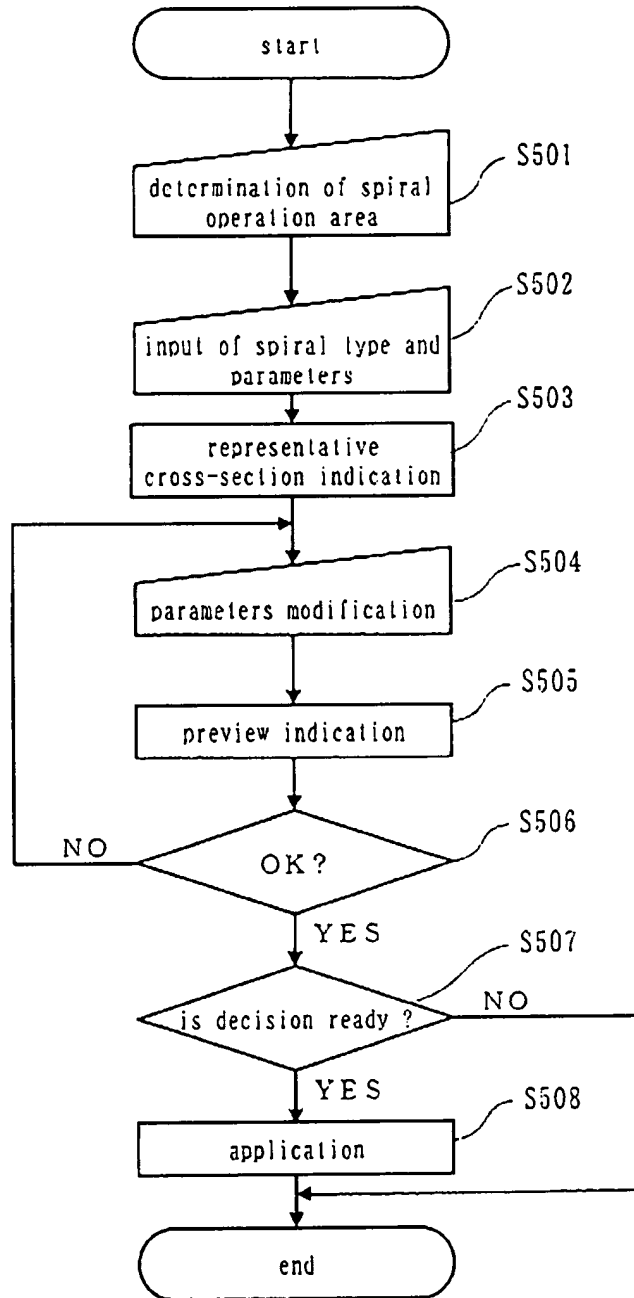 start
S501
determination of spiral
operation area
S502
input of spiral type and
parameters
S503
representative
cross-section indication
S504
parameters modification
S505
preview indication
S506
NO
OK?
YES
S507
NO
is decision ready ?
YES
S508
application
end